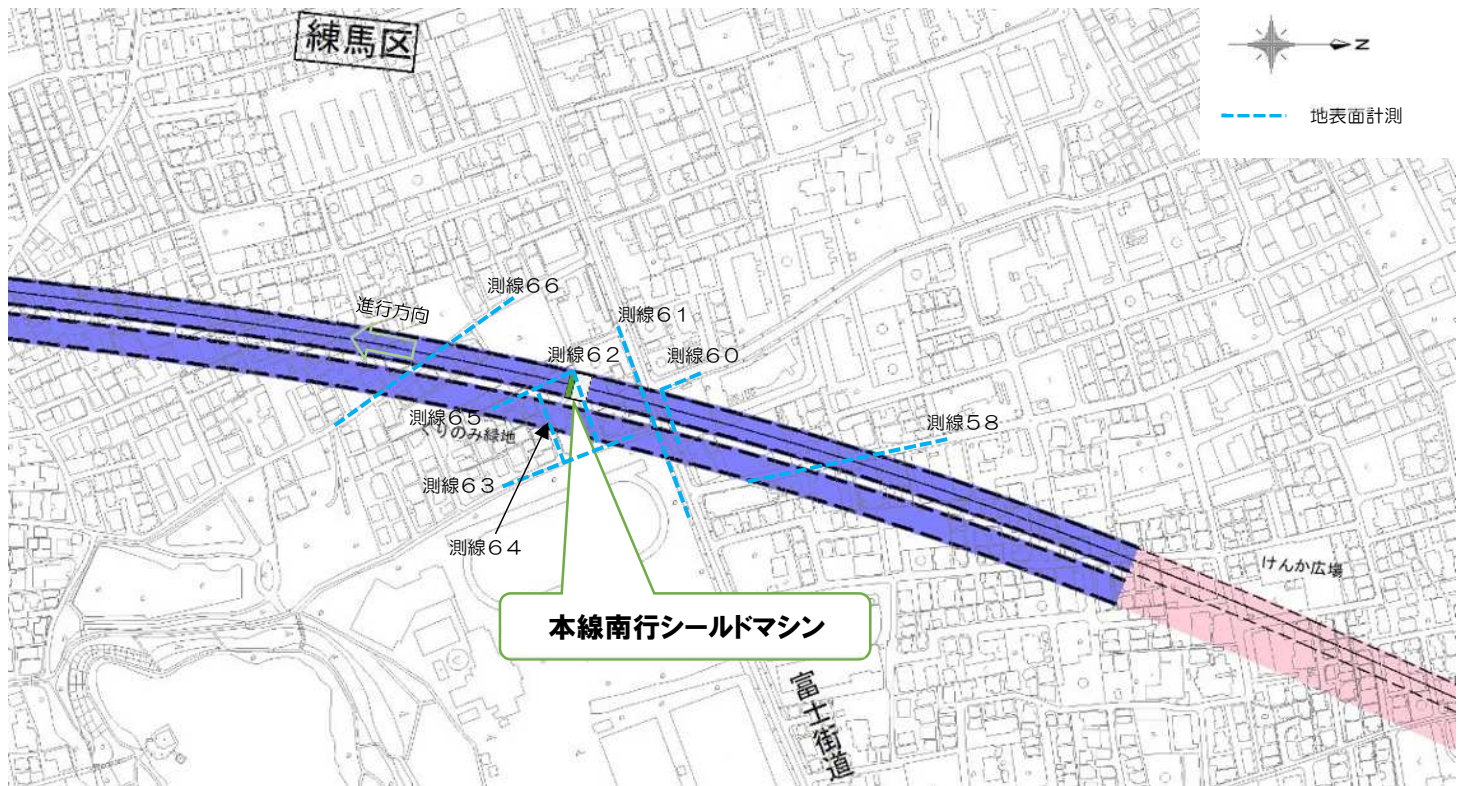 練馬区
N
地表面計測
測線66
進行方向
測線61
測線62
測線60
測線65
くりのみ緑地
測線58
測線63
測線64
けんか広場
本線南行シールドマシン
富士街道